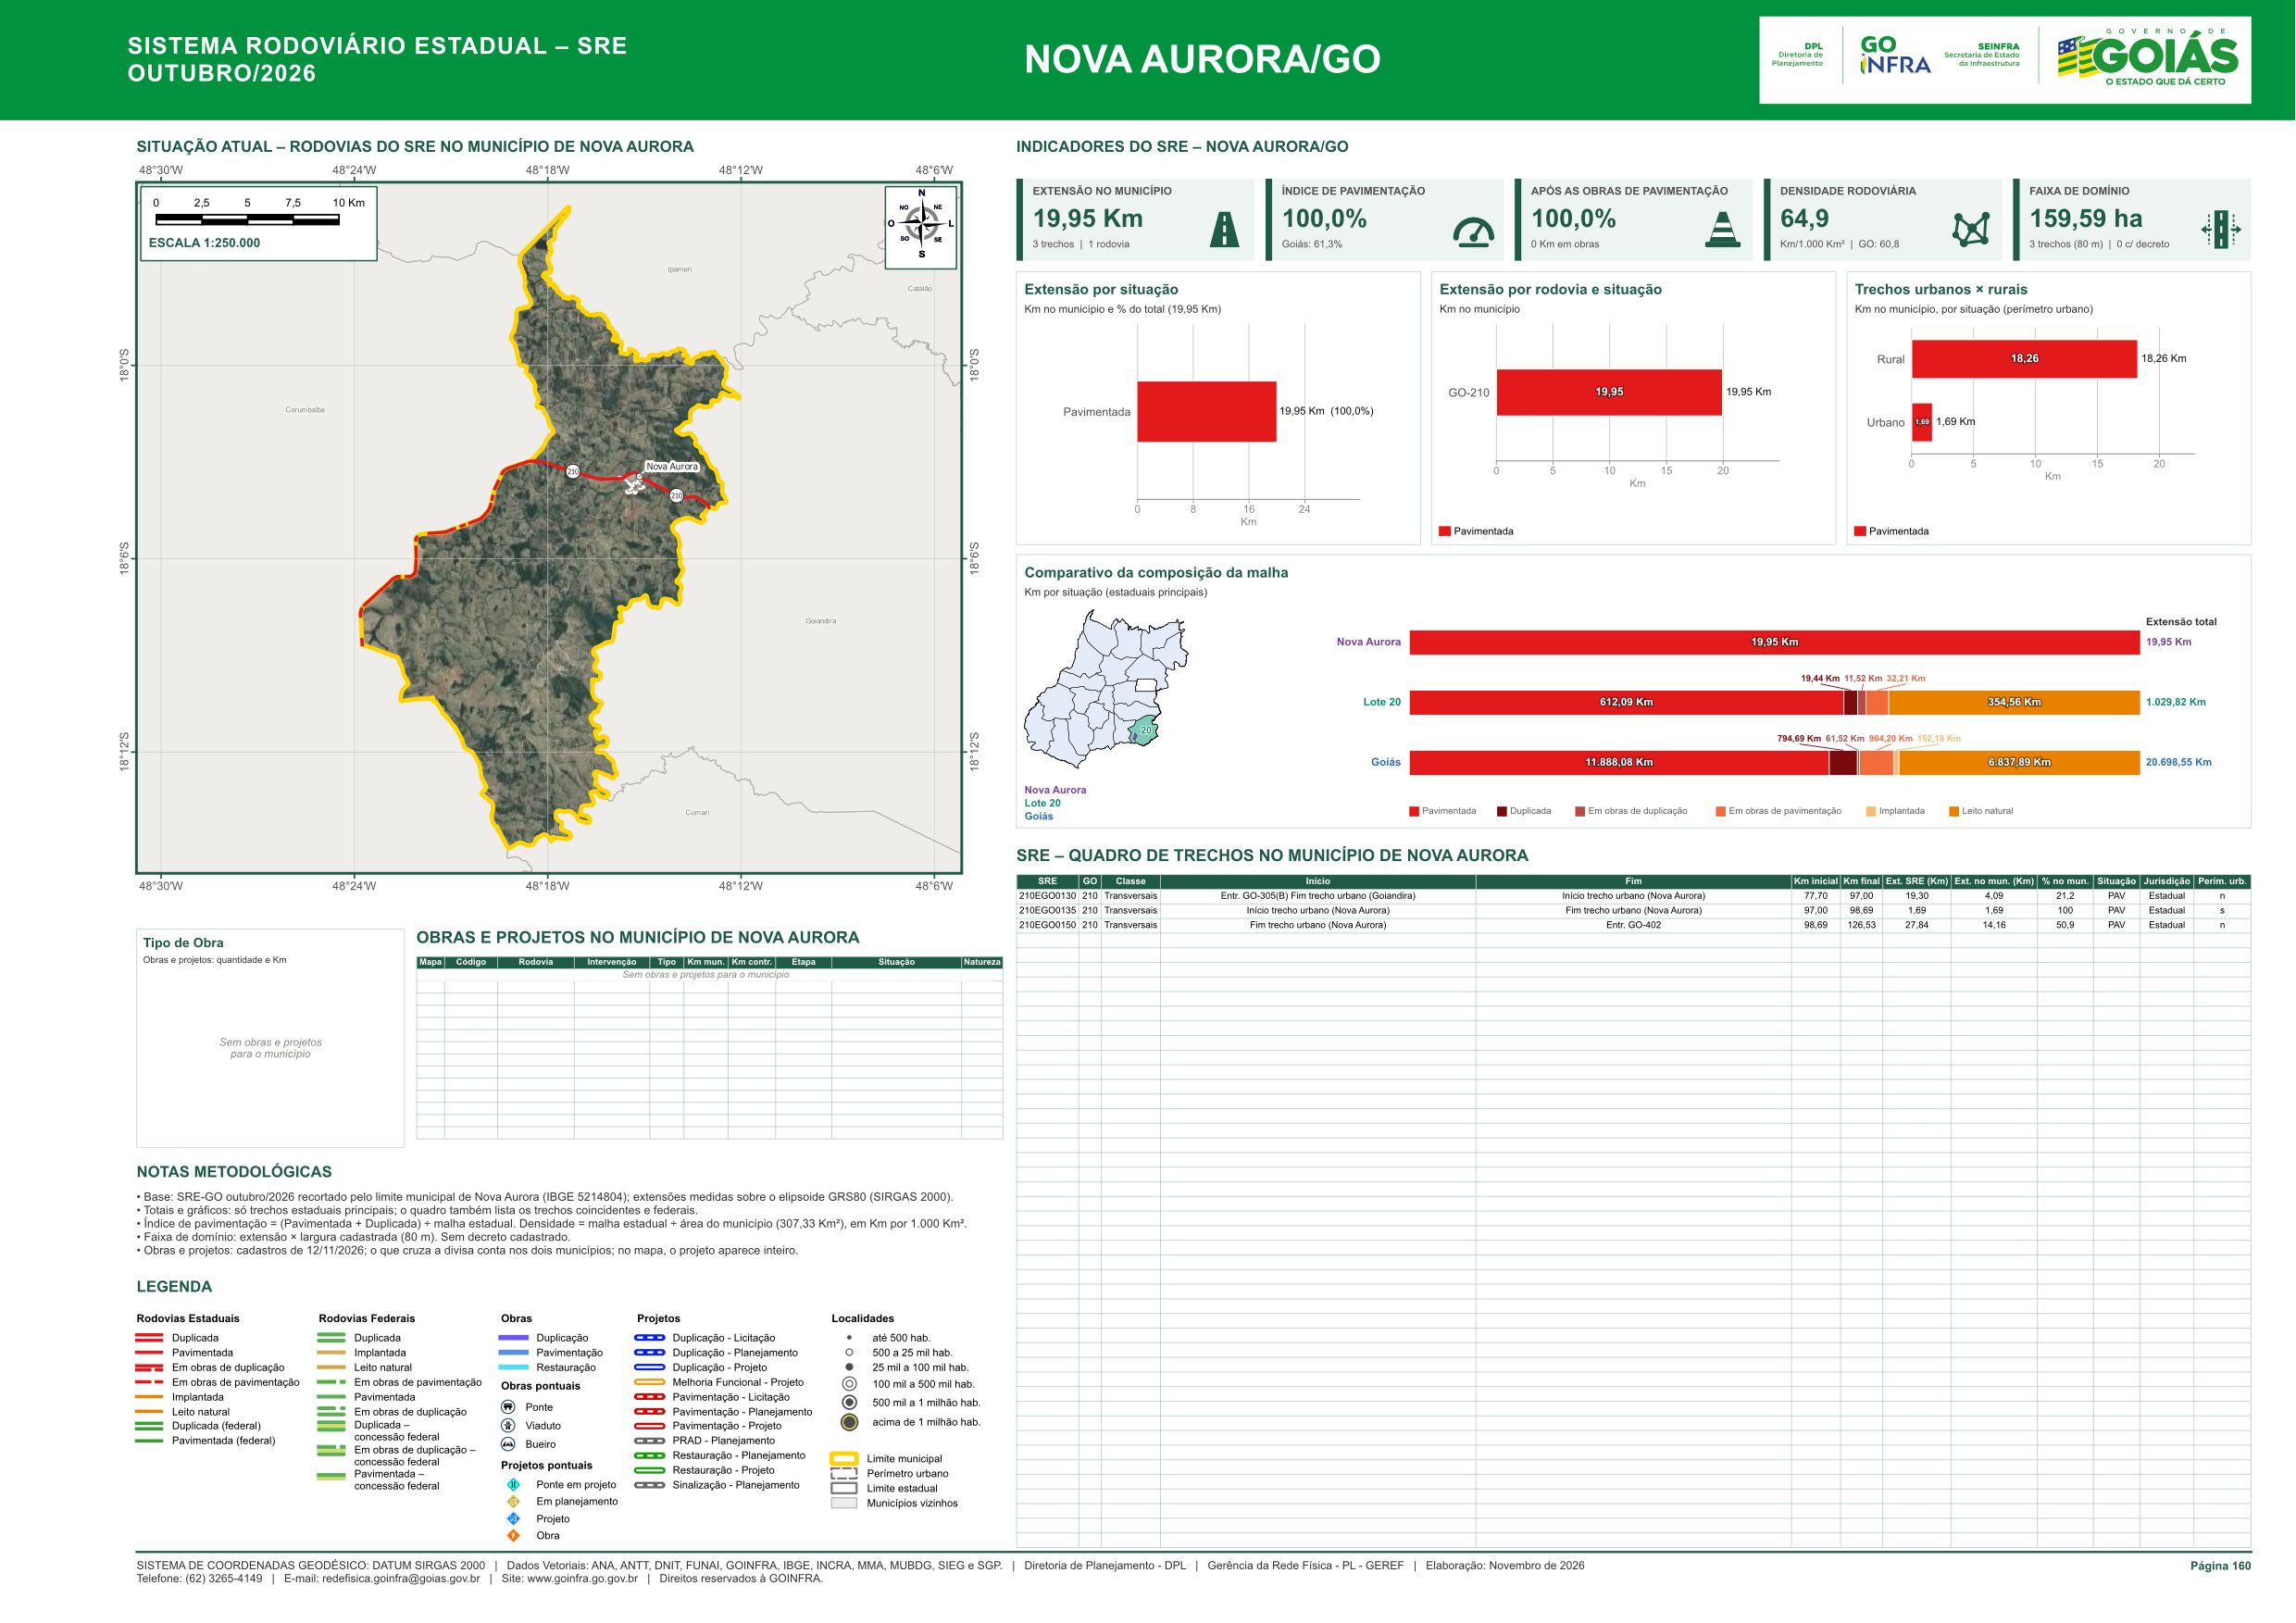 SISTEMA RODOVIÁRIO ESTADUAL – SRE
OUTUBRO/2026
NOVA AURORA/GO
DPL
Diretoria de
Planejamento
GO
iNFRA
SEINFRA
Secretaria de Estado
da Infraestrutura
GOVERNO DE
GOIÁS
O ESTADO QUE DÁ CERTO
SITUAÇÃO ATUAL – RODOVIAS DO SRE NO MUNICÍPIO DE NOVA AURORA
48°30'W 48°24'W 48°18'W 48°12'W 48°6'W
0 2,5 5 7,5 10 Km
ESCALA 1:250.000
N
NO NE
O L
SO SE
S
Ipameri
Catalão
18°0'S 18°0'S
Corumbaíba
Nova Aurora
210
210
18°6'S 18°6'S
Goiandira
18°12'S 18°12'S
Cumari
48°30'W 48°24'W 48°18'W 48°12'W 48°6'W
INDICADORES DO SRE – NOVA AURORA/GO
EXTENSÃO NO MUNICÍPIO
19,95 Km
3 trechos | 1 rodovia
ÍNDICE DE PAVIMENTAÇÃO
100,0%
Goiás: 61,3%
APÓS AS OBRAS DE PAVIMENTAÇÃO
100,0%
0 Km em obras
DENSIDADE RODOVIÁRIA
64,9
Km/1.000 Km² | GO: 60,8
FAIXA DE DOMÍNIO
159,59 ha
3 trechos (80 m) | 0 c/ decreto
Extensão por situação
Km no município e % do total (19,95 Km)
Pavimentada
19,95 Km (100,0%)
0 8 16 24
Km
Extensão por rodovia e situação
Km no município
GO-210
19,95
19,95 Km
0 5 10 15 20
Km
Pavimentada
Trechos urbanos × rurais
Km no município, por situação (perímetro urbano)
Rural
18,26
18,26 Km
Urbano
1,69
1,69 Km
0 5 10 15 20
Km
Pavimentada
Comparativo da composição da malha
Km por situação (estaduais principais)
20
Nova Aurora
Lote 20
Goiás
Extensão total
Nova Aurora 19,95 Km 19,95 Km
19,44 Km 11,52 Km 32,21 Km
Lote 20 612,09 Km 354,56 Km 1.029,82 Km
794,69 Km 61,52 Km 964,20 Km 152,18 Km
Goiás 11.888,08 Km 6.837,89 Km 20.698,55 Km
Pavimentada Duplicada Em obras de duplicação Em obras de pavimentação Implantada Leito natural
SRE – QUADRO DE TRECHOS NO MUNICÍPIO DE NOVA AURORA
SRE GO Classe Início Fim Km inicial Km final Ext. SRE (Km) Ext. no mun. (Km) % no mun. Situação Jurisdição Perím. urb.
210EGO0130 210 Transversais Entr. GO-305(B) Fim trecho urbano (Goiandira) Início trecho urbano (Nova Aurora) 77,70 97,00 19,30 4,09 21,2 PAV Estadual n
210EGO0135 210 Transversais Início trecho urbano (Nova Aurora) Fim trecho urbano (Nova Aurora) 97,00 98,69 1,69 1,69 100 PAV Estadual s
210EGO0150 210 Transversais Fim trecho urbano (Nova Aurora) Entr. GO-402 98,69 126,53 27,84 14,16 50,9 PAV Estadual n
Tipo de Obra
Obras e projetos: quantidade e Km
Sem obras e projetos
para o município
OBRAS E PROJETOS NO MUNICÍPIO DE NOVA AURORA
Mapa Código Rodovia Intervenção Tipo Km mun. Km contr. Etapa Situação Natureza
Sem obras e projetos para o município
NOTAS METODOLÓGICAS
• Base: SRE-GO outubro/2026 recortado pelo limite municipal de Nova Aurora (IBGE 5214804); extensões medidas sobre o elipsoide GRS80 (SIRGAS 2000).
• Totais e gráficos: só trechos estaduais principais; o quadro também lista os trechos coincidentes e federais.
• Índice de pavimentação = (Pavimentada + Duplicada) ÷ malha estadual. Densidade = malha estadual ÷ área do município (307,33 Km²), em Km por 1.000 Km².
• Faixa de domínio: extensão × largura cadastrada (80 m). Sem decreto cadastrado.
• Obras e projetos: cadastros de 12/11/2026; o que cruza a divisa conta nos dois municípios; no mapa, o projeto aparece inteiro.
LEGENDA
Rodovias Estaduais
Duplicada
Pavimentada
Em obras de duplicação
Em obras de pavimentação
Implantada
Leito natural
Duplicada (federal)
Pavimentada (federal)
Rodovias Federais
Duplicada
Implantada
Leito natural
Em obras de pavimentação
Pavimentada
Em obras de duplicação
Duplicada –
concessão federal
Em obras de duplicação –
concessão federal
Pavimentada –
concessão federal
Obras
Duplicação
Pavimentação
Restauração
Obras pontuais
Ponte
Viaduto
Bueiro
Projetos pontuais
Ponte em projeto
Em planejamento
Projeto
Obra
Projetos
Duplicação - Licitação
Duplicação - Planejamento
Duplicação - Projeto
Melhoria Funcional - Projeto
Pavimentação - Licitação
Pavimentação - Planejamento
Pavimentação - Projeto
PRAD - Planejamento
Restauração - Planejamento
Restauração - Projeto
Sinalização - Planejamento
Localidades
até 500 hab.
500 a 25 mil hab.
25 mil a 100 mil hab.
100 mil a 500 mil hab.
500 mil a 1 milhão hab.
acima de 1 milhão hab.
Limite municipal
Perímetro urbano
Limite estadual
Municípios vizinhos
SISTEMA DE COORDENADAS GEODÉSICO: DATUM SIRGAS 2000 | Dados Vetoriais: ANA, ANTT, DNIT, FUNAI, GOINFRA, IBGE, INCRA, MMA, MUBDG, SIEG e SGP. | Diretoria de Planejamento - DPL | Gerência da Rede Física - PL - GEREF | Elaboração: Novembro de 2026
Página 160
Telefone: (62) 3265-4149 | E-mail: redefisica.goinfra@goias.gov.br | Site: www.goinfra.go.gov.br | Direitos reservados à GOINFRA.